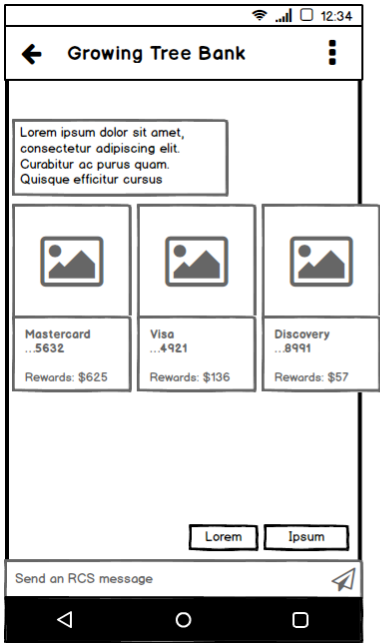 12:34
Growing Tree Bank
Lorem ipsum dolor sit amet,
consectetur adipiscing elit.
Curabitur ac purus quam.
Quisque efficitur cursus
Mastercard
...5632
Rewards: $625
Visa
...4921
Rewards: $136
Discovery
...8991
Rewards: $57
Lorem
Ipsum
Send an RCS message